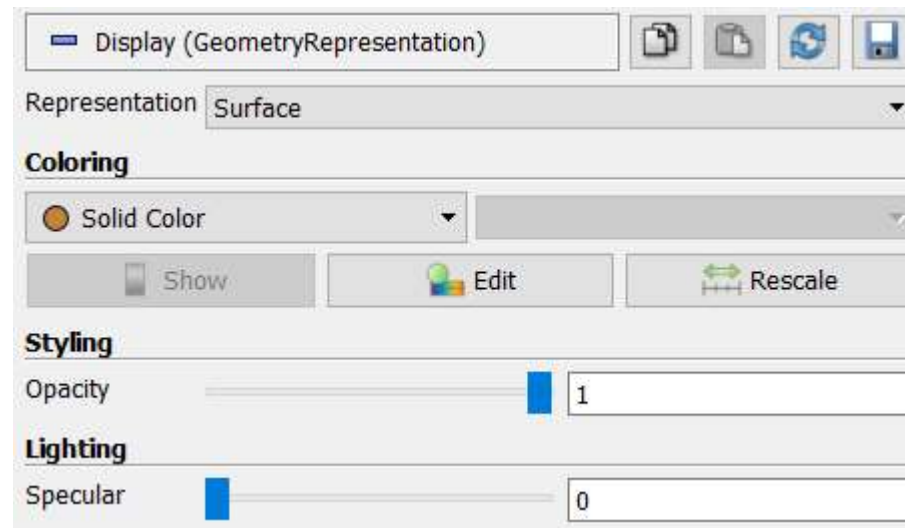 Display (GeometryRepresentation)
Representation Surface
Coloring
Solid Color
Show Edit Rescale
Styling
Opacity 1
Lighting
Specular 0